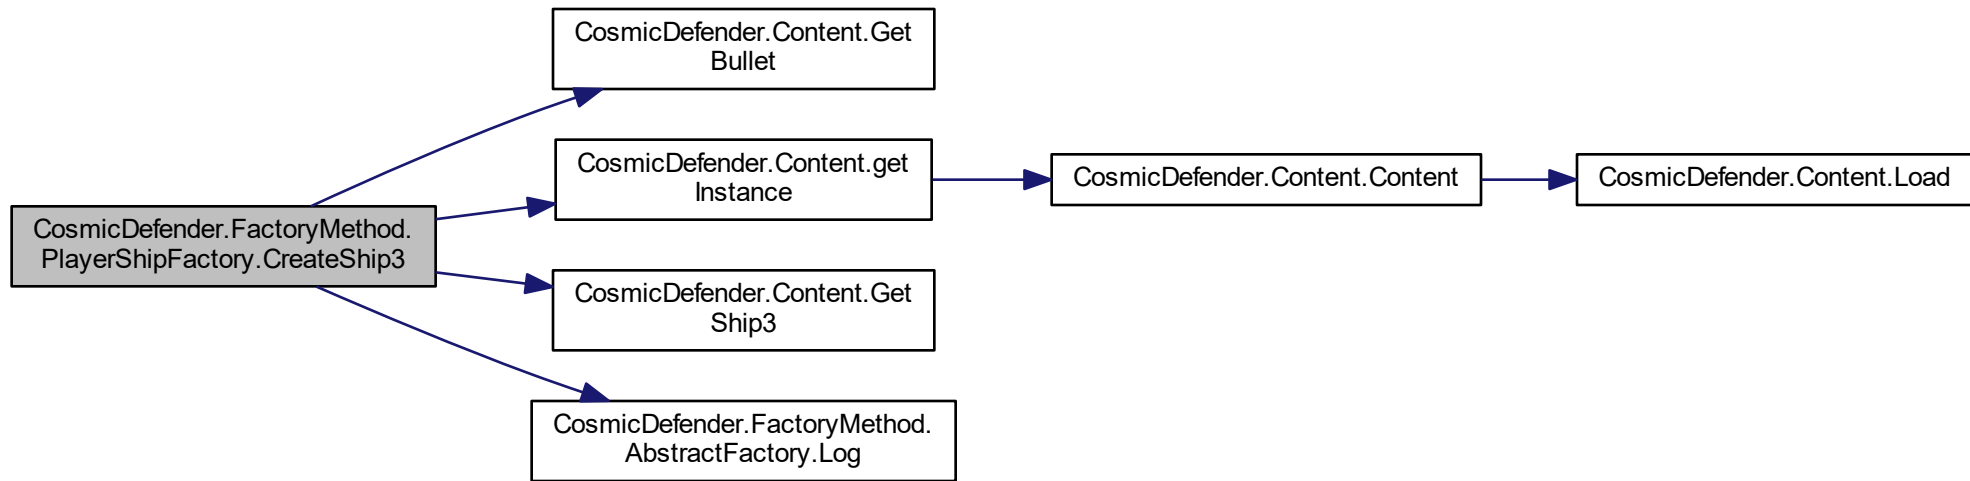 CosmicDefender.FactoryMethod.
PlayerShipFactory.CreateShip3
CosmicDefender.Content.Get
Bullet
CosmicDefender.Content.get
Instance
CosmicDefender.Content.Content
CosmicDefender.Content.Load
CosmicDefender.Content.Get
Ship3
CosmicDefender.FactoryMethod.
AbstractFactory.Log